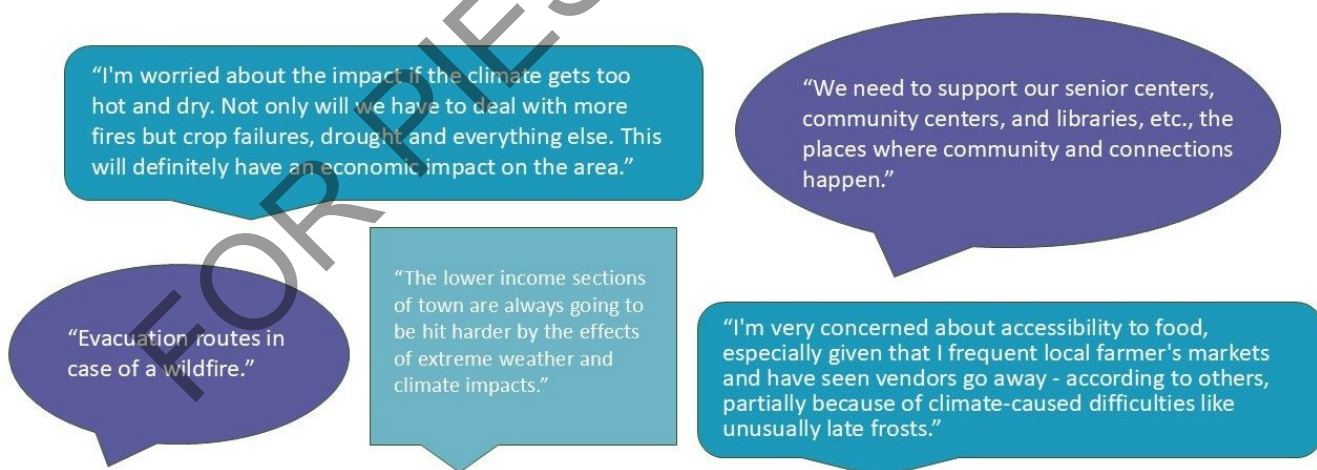 “I'm worried about the impact if the climate gets too
hot and dry. Not only will we have to deal with more
fires but crop failures, drought and everything else. This
will definitely have an economic impact on the area.”
“We need to support our senior centers,
community centers, and libraries, etc., the
places where community and connections
happen.”
“Evacuation routes in
case of a wildfire.”
“The lower income sections
of town are always going to
be hit harder by the effects
of extreme weather and
climate impacts.”
“I'm very concerned about accessibility to food,
especially given that I frequent local farmer's markets
and have seen vendors go away - according to others,
partially because of climate-caused difficulties like
unusually late frosts.”
FOR